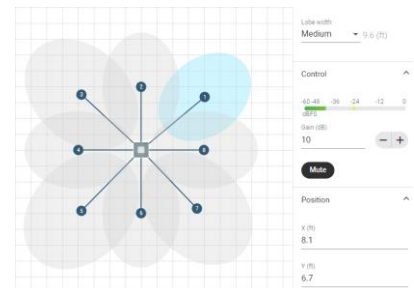 Lobe width
Medium
9.6 (ft)
Control
-60 -48 -36 -24 -12 0
dBFS
Gain (dB)
10
Mute
Position
X (ft)
8.1
Y (ft)
6.7
1
2
3
4
8
5
6
7